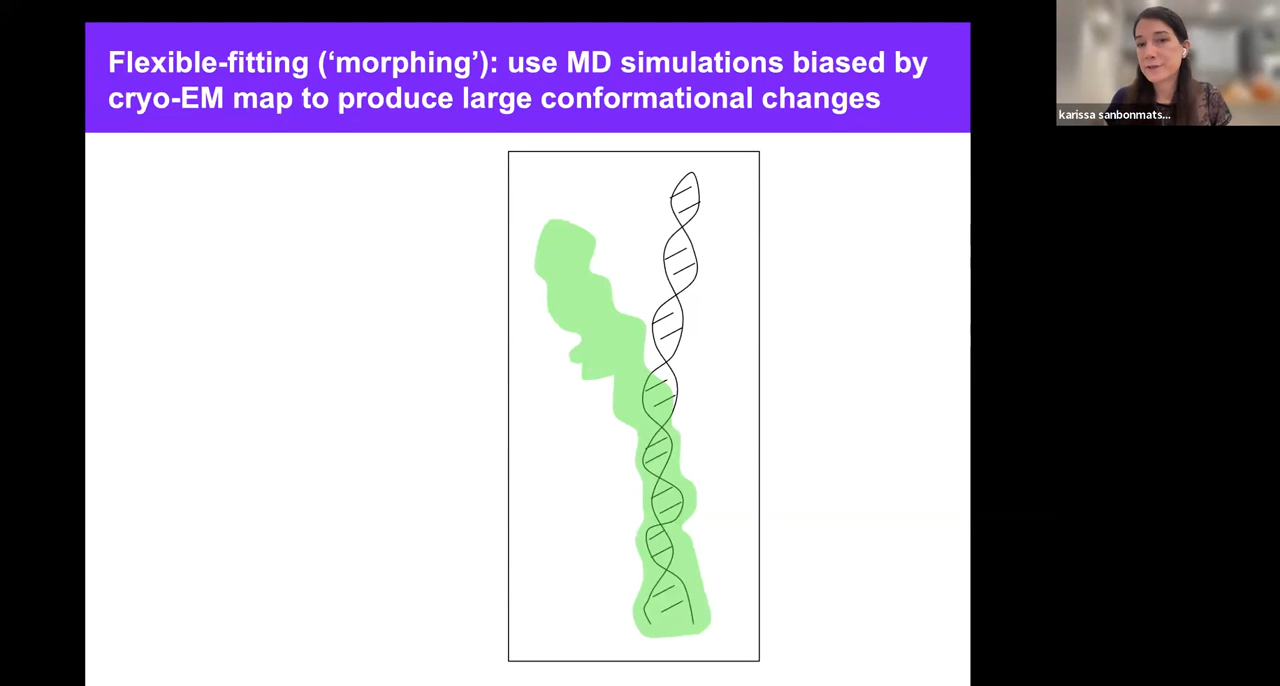 Flexible-fitting (‘morphing’): use MD simulations biased by
cryo-EM map to produce large conformational changes
karissa sanbonmats...